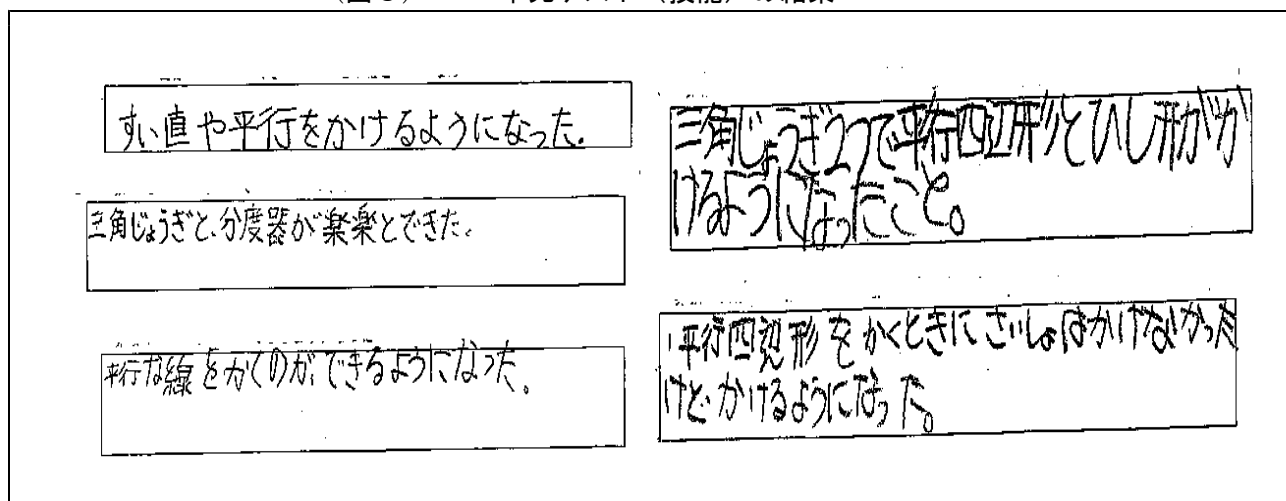 すい直や平行をかけるようになった.
三角じょうぎと、分度器が楽楽とできた。
平行な線をかくのが、できるようになった。
三角じょうぎ2つで平行四辺形とひし形がか
けるようになったこと。
平行四辺形をかくときにさいしょはかけなかった
けど、かけるようになった。